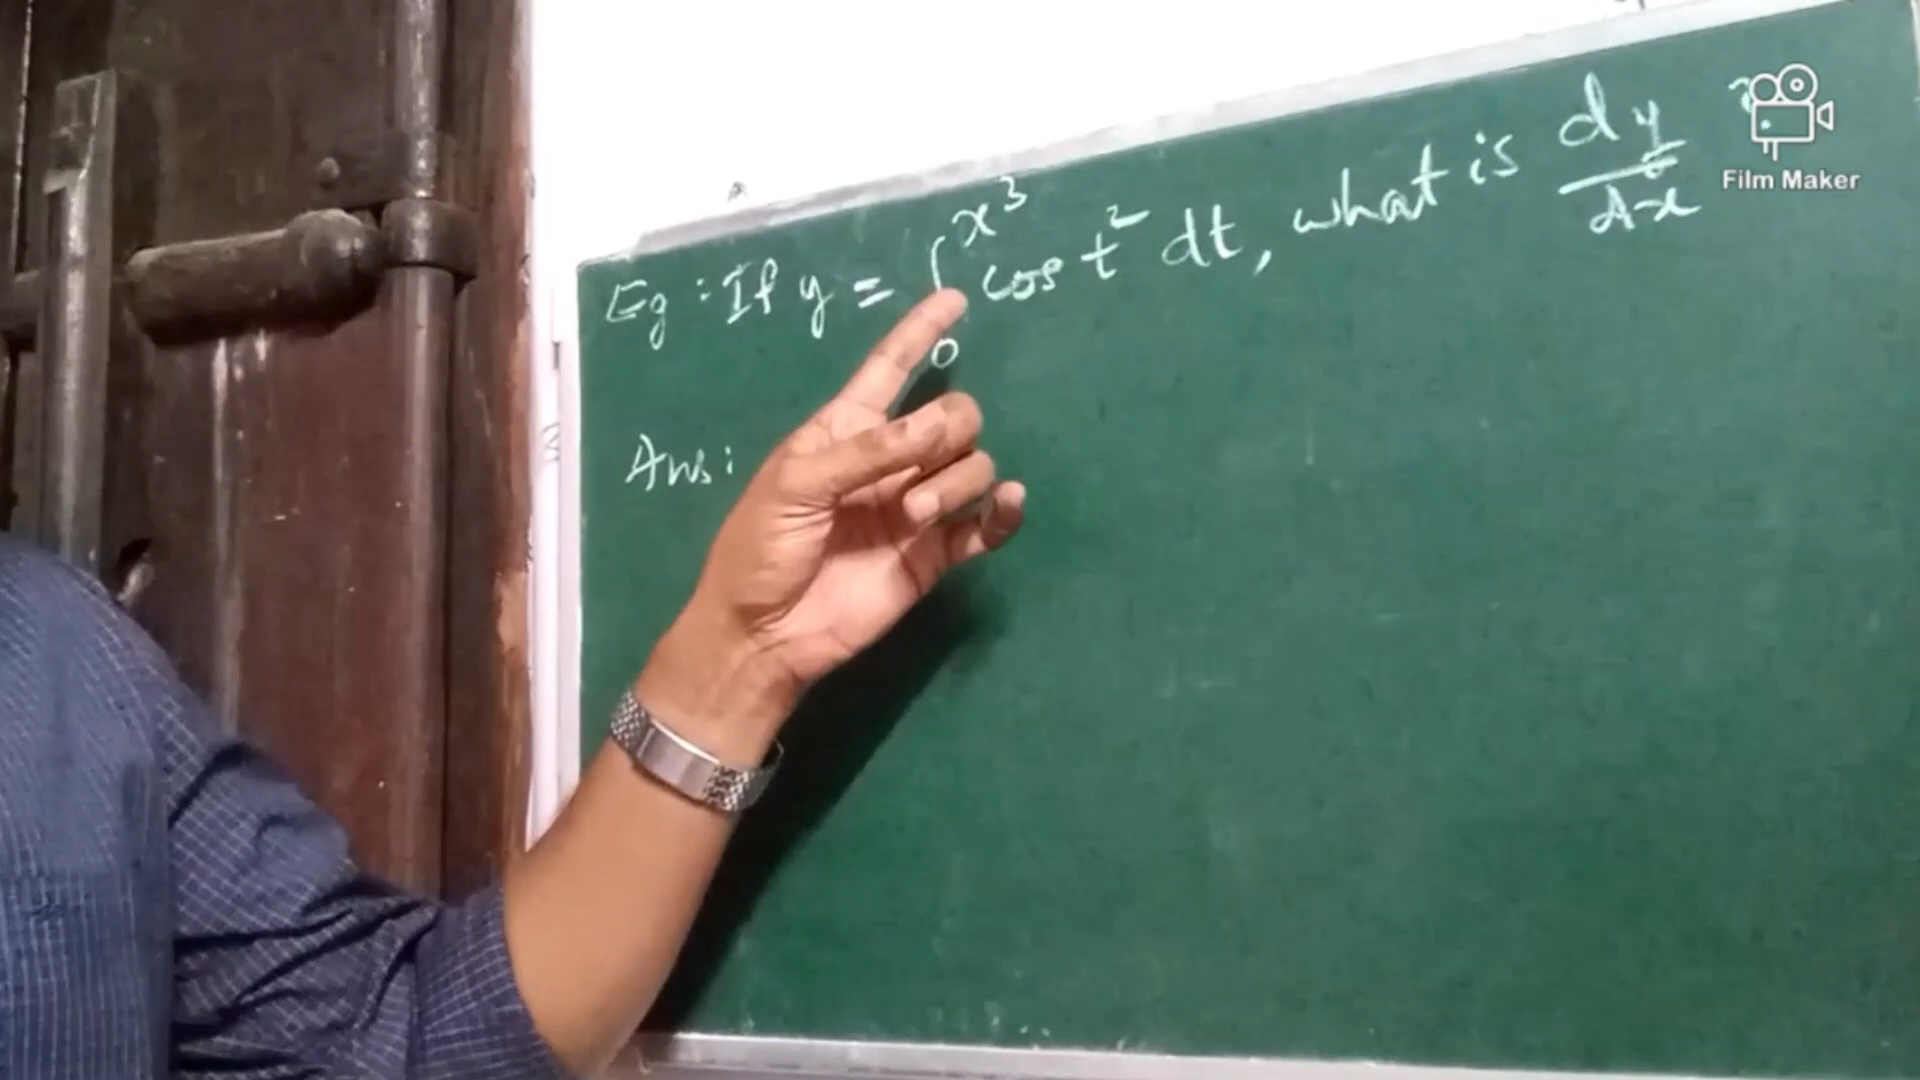 Eg : If y = ∫₀^x³ cos t² dt, what is dy/dx ?
Ans:
Film Maker